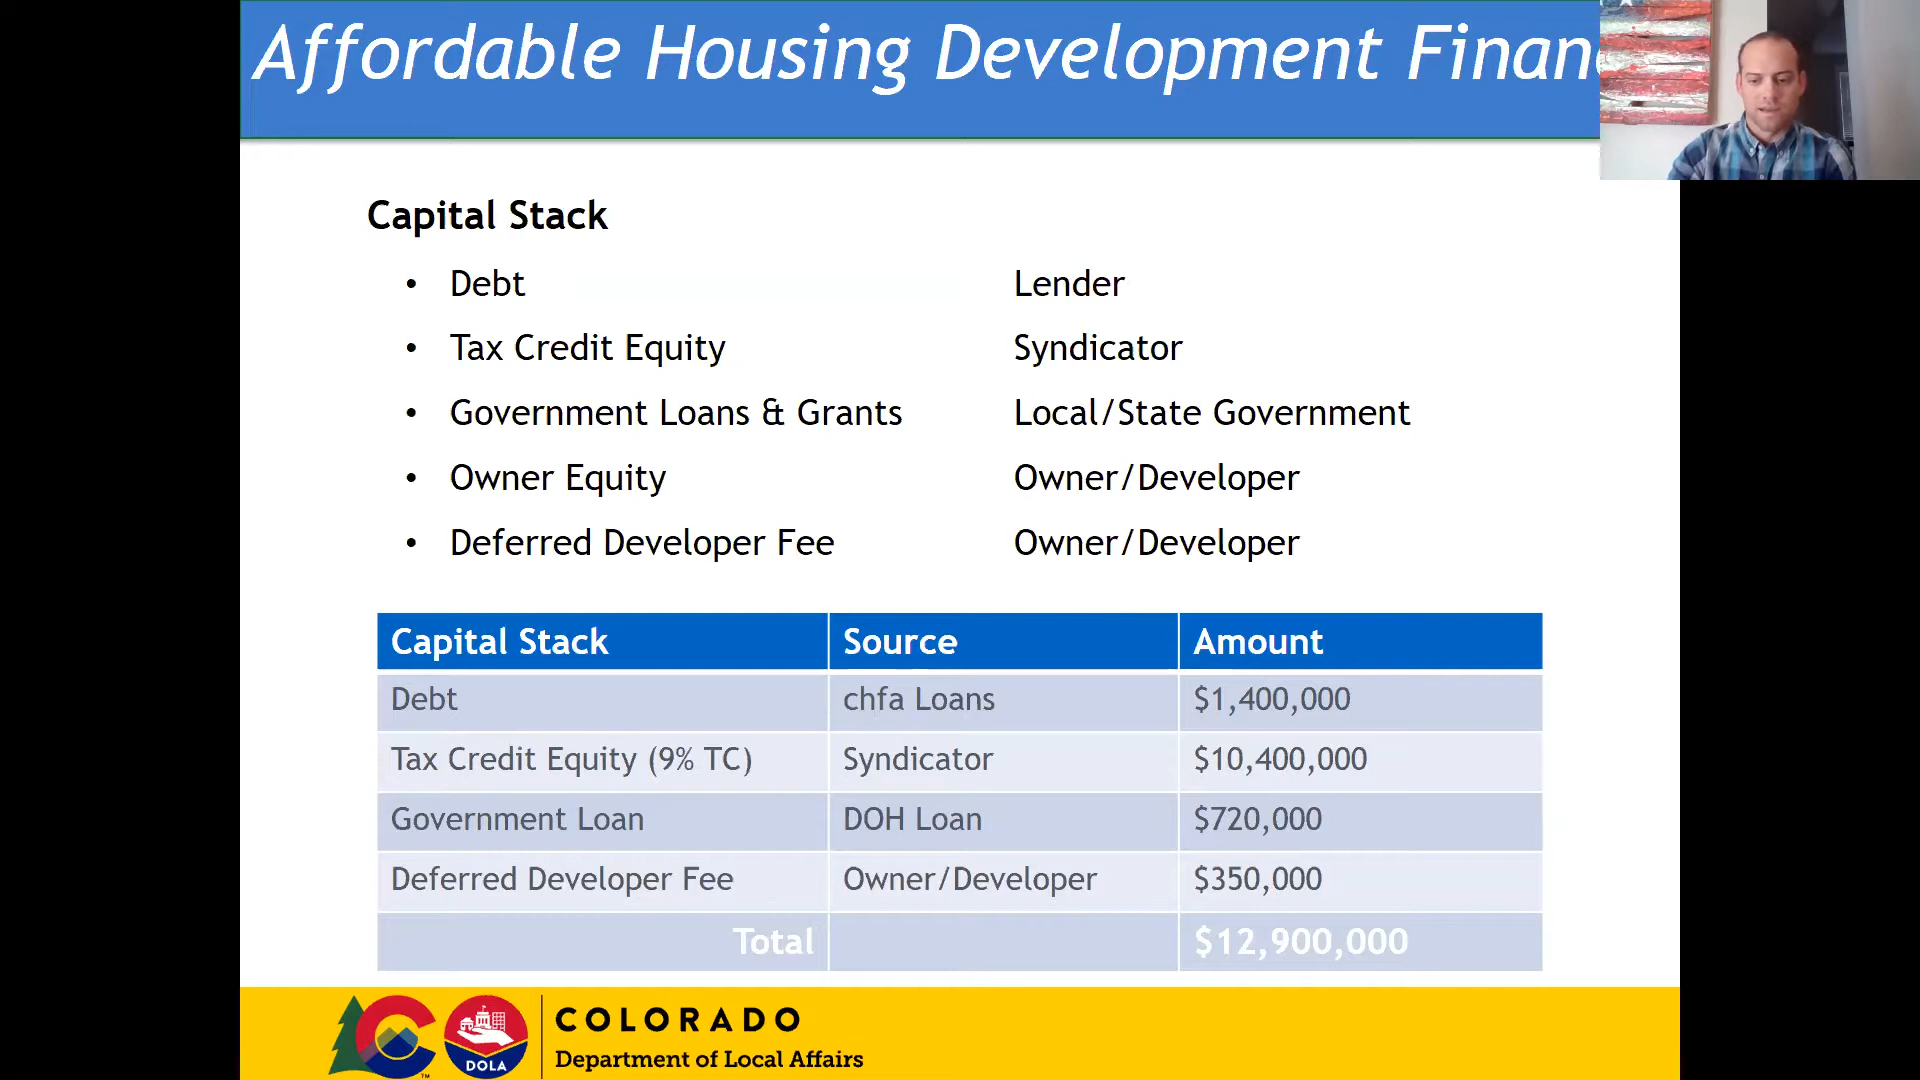 Affordable Housing Development Finan
Capital Stack
• Debt Lender
• Tax Credit Equity Syndicator
• Government Loans & Grants Local/State Government
• Owner Equity Owner/Developer
• Deferred Developer Fee Owner/Developer
Capital Stack Source Amount
Debt chfa Loans $1,400,000
Tax Credit Equity (9% TC) Syndicator $10,400,000
Government Loan DOH Loan $720,000
Deferred Developer Fee Owner/Developer $350,000
Total $12,900,000
COLORADO
Department of Local Affairs
DOLA
TM